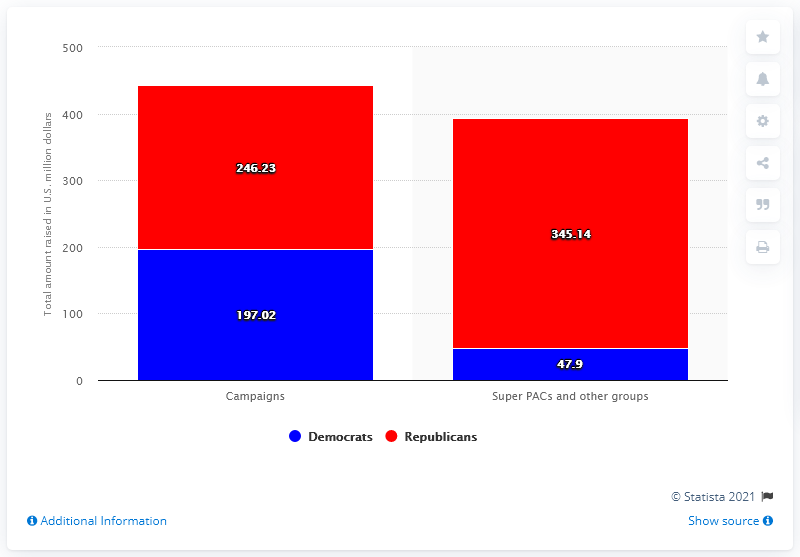 Total amount raised in U.S. million dollars
500
400
300
200
100
0
246.23
197.02
345.14
47.9
Campaigns
Super PACs and other groups
Democrats
Republicans
© Statista 2021
Additional Information
Show source